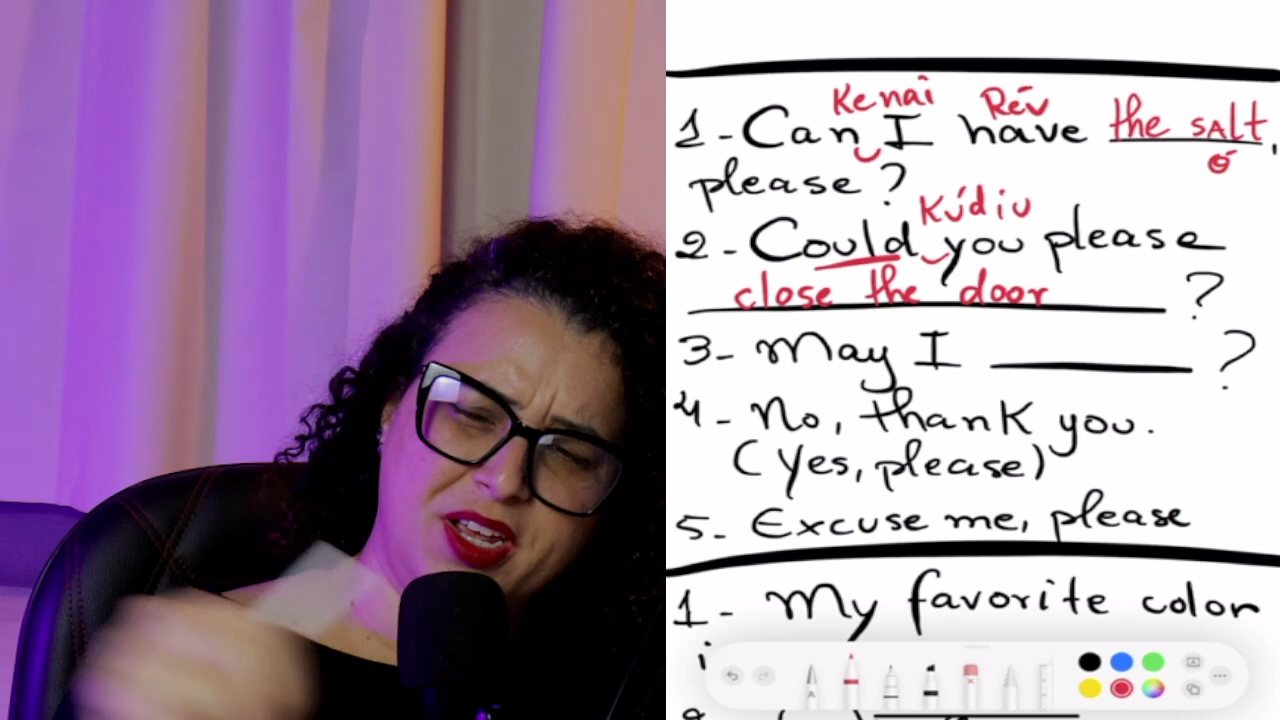 Kenaî Rév
1-Can I have the sAlt,
ó
please?
Kúdiu
2-Could you please
close the door ?
3-May I ?
4-No, thank you.
(Yes, please)
5. Excuse me, please
1- My favorite color
i